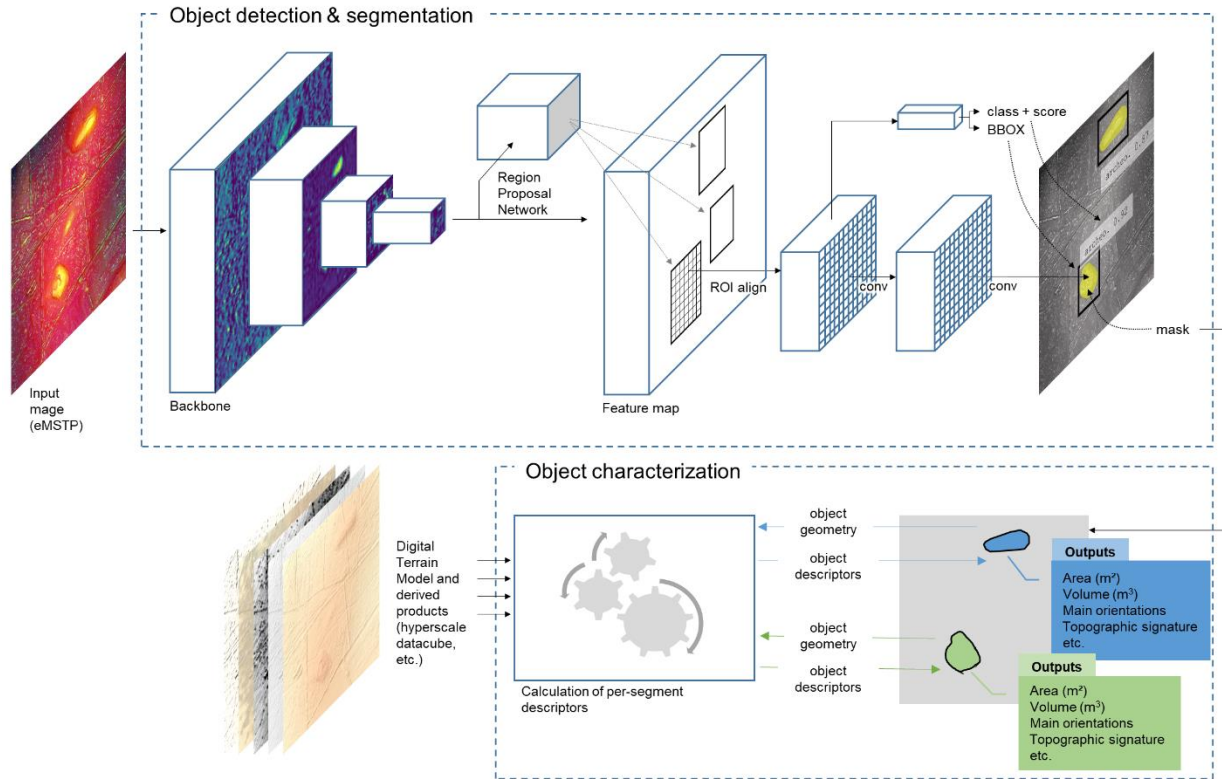 Object detection & segmentation
Input
mage
(eMSTP)
Backbone
Region
Proposal
Network
Feature map
ROI align
conv
conv
class + score
BBOX
archeo. 0.92
mask
Object characterization
Digital
Terrain
Model and
derived
products
(hyperscale
datacube,
etc.)
Calculation of per-segment
descriptors
object
geometry
object
descriptors
object
geometry
object
descriptors
Outputs
Area (m²)
Volume (m³)
Main orientations
Topographic signature
etc.
Outputs
Area (m²)
Volume (m³)
Main orientations
Topographic signature
etc.